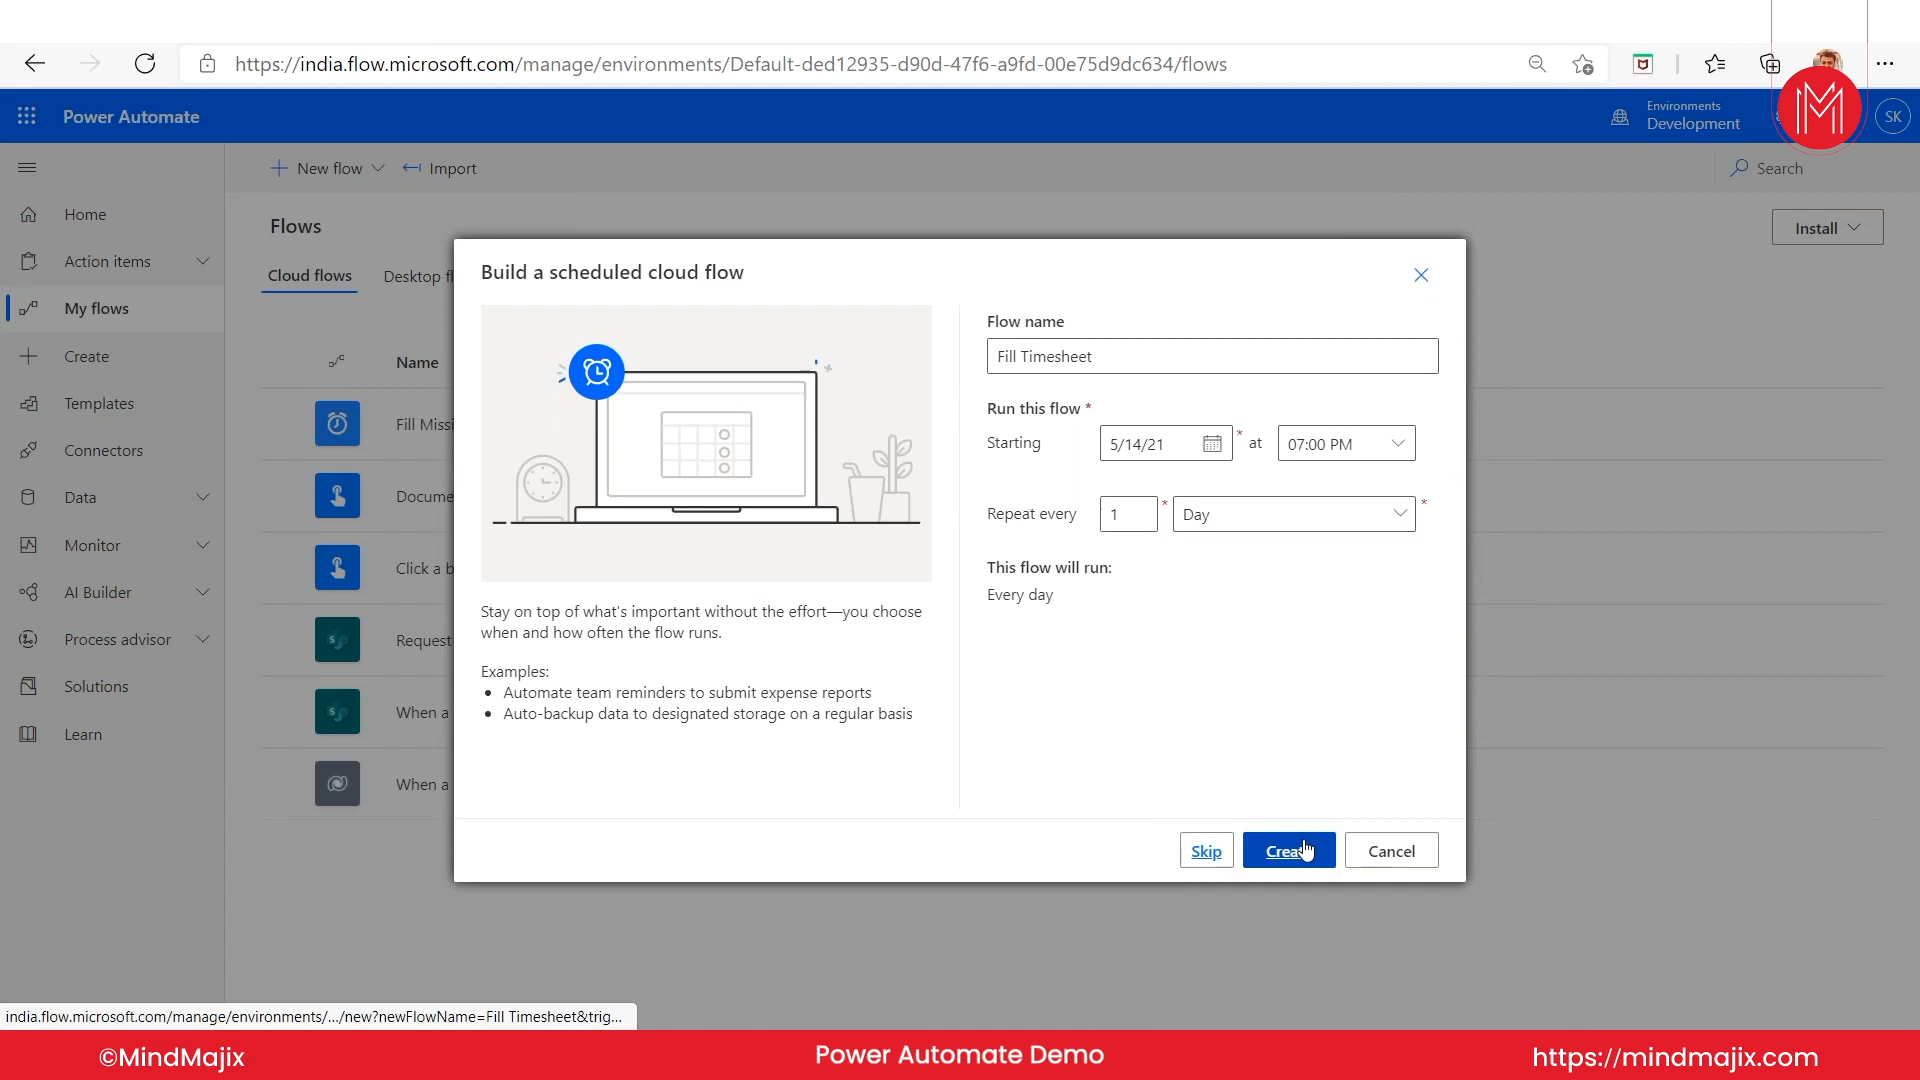 https://india.flow.microsoft.com/manage/environments/Default-ded12935-d90d-47f6-a9fd-00e75d9dc634/flows
Power Automate
Environments
Development
SK
New flow
Import
Search
Home
Action items
My flows
Create
Templates
Connectors
Data
Monitor
AI Builder
Process advisor
Solutions
Learn
Flows
Install
Cloud flows
Desktop fl
Name
Fill Missi
Docume
Click a b
Request
When a
When a
Build a scheduled cloud flow
Stay on top of what's important without the effort—you choose
when and how often the flow runs.
Examples:
Automate team reminders to submit expense reports
Auto-backup data to designated storage on a regular basis
Flow name
Fill Timesheet
Run this flow *
Starting 5/14/21 * at 07:00 PM
Repeat every 1 * Day *
This flow will run:
Every day
Skip
Creat
Cancel
india.flow.microsoft.com/manage/environments/.../new?newFlowName=Fill Timesheet&trig...
©MindMajix
Power Automate Demo
https://mindmajix.com